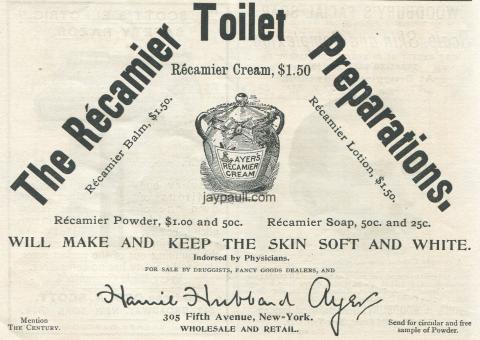 The Récamier Toilet Preparations.
Récamier Cream, $1.50
Récamier Balm, $1.50.
Récamier Lotion, $1.50.
AYER'S
RECAMIER
CREAM
jaypaull.com
Récamier Powder, $1.00 and 50c. Récamier Soap, 50c. and 25c.
WILL MAKE AND KEEP THE SKIN SOFT AND WHITE.
Indorsed by Physicians.
FOR SALE BY DRUGGISTS, FANCY GOODS DEALERS, AND
Harriet Hubbard Ayer
305 Fifth Avenue, New-York.
WHOLESALE AND RETAIL.
Mention
THE CENTURY.
Send for circular and free
sample of Powder.